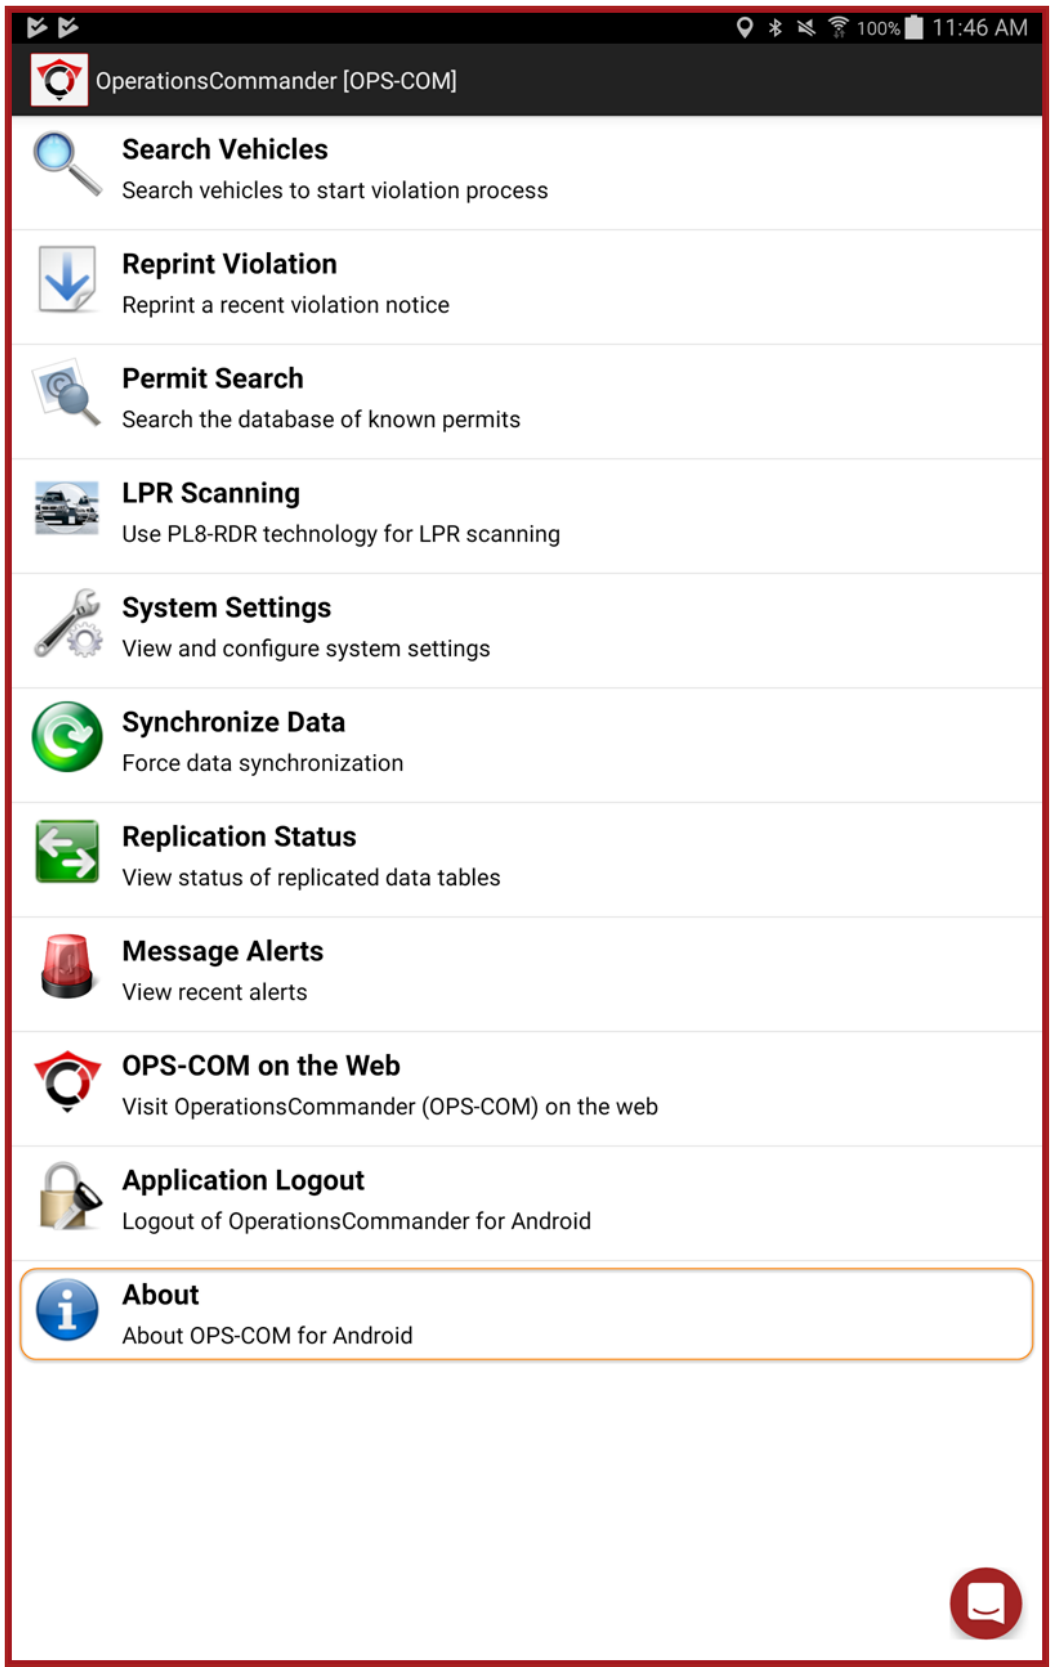 100% 11:46 AM
OperationsCommander [OPS-COM]
Search Vehicles
Search vehicles to start violation process
Reprint Violation
Reprint a recent violation notice
Permit Search
Search the database of known permits
LPR Scanning
Use PL8-RDR technology for LPR scanning
System Settings
View and configure system settings
Synchronize Data
Force data synchronization
Replication Status
View status of replicated data tables
Message Alerts
View recent alerts
OPS-COM on the Web
Visit OperationsCommander (OPS-COM) on the web
Application Logout
Logout of OperationsCommander for Android
About
About OPS-COM for Android